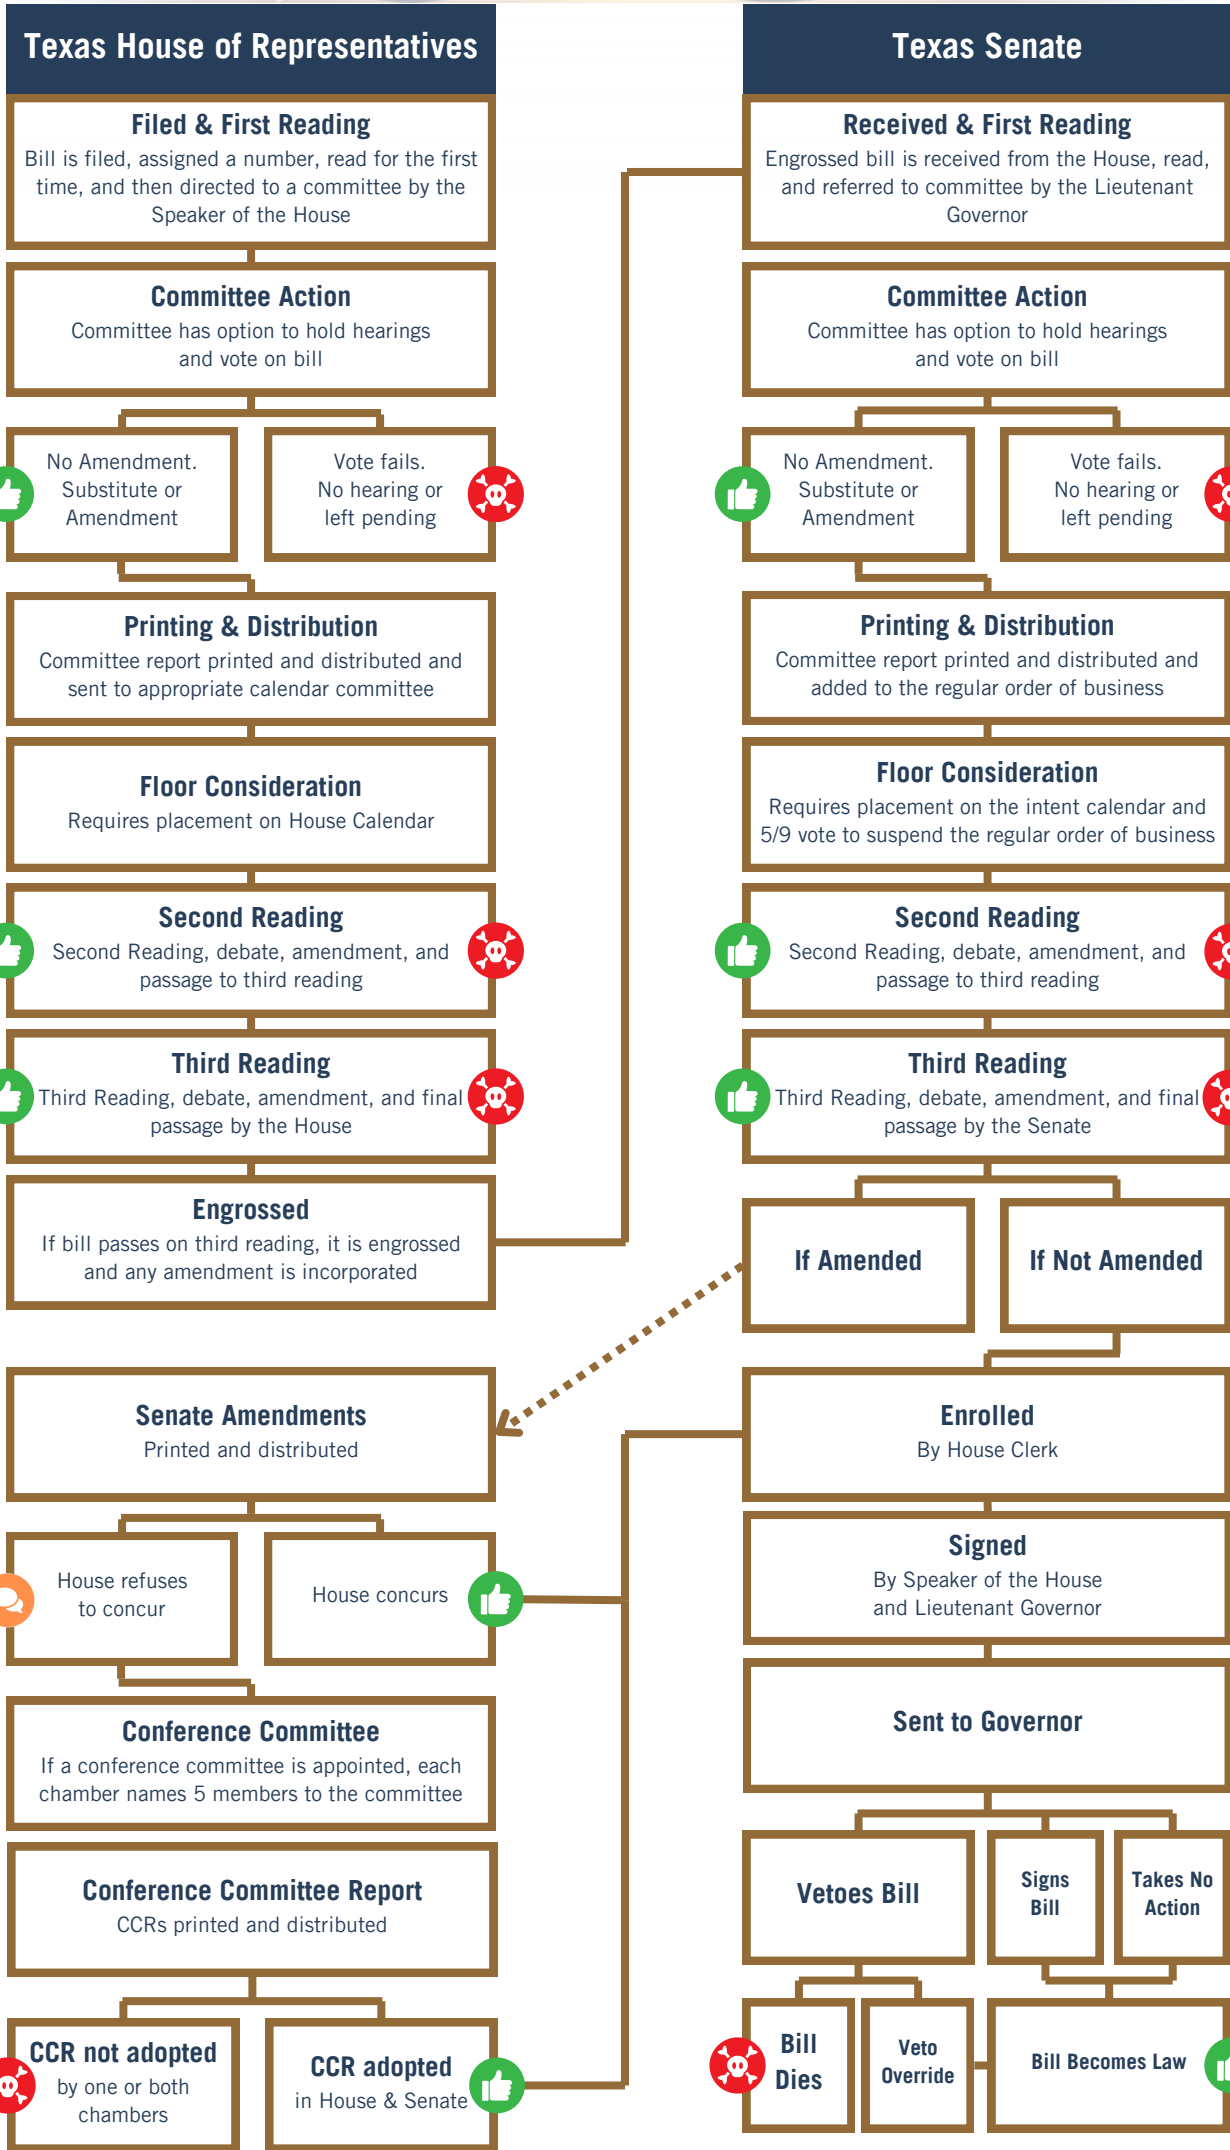 Texas House of Representatives
Filed & First Reading
Bill is filed, assigned a number, read for the first
time, and then directed to a committee by the
Speaker of the House
Committee Action
Committee has option to hold hearings
and vote on bill
No Amendment.
Substitute or
Amendment
Vote fails.
No hearing or
left pending
Printing & Distribution
Committee report printed and distributed and
sent to appropriate calendar committee
Floor Consideration
Requires placement on House Calendar
Second Reading
Second Reading, debate, amendment, and
passage to third reading
Third Reading
Third Reading, debate, amendment, and final
passage by the House
Engrossed
If bill passes on third reading, it is engrossed
and any amendment is incorporated
Senate Amendments
Printed and distributed
House refuses
to concur
House concurs
Conference Committee
If a conference committee is appointed, each
chamber names 5 members to the committee
Conference Committee Report
CCRs printed and distributed
CCR not adopted
by one or both
chambers
CCR adopted
in House & Senate
Texas Senate
Received & First Reading
Engrossed bill is received from the House, read,
and referred to committee by the Lieutenant
Governor
Committee Action
Committee has option to hold hearings
and vote on bill
No Amendment.
Substitute or
Amendment
Vote fails.
No hearing or
left pending
Printing & Distribution
Committee report printed and distributed and
added to the regular order of business
Floor Consideration
Requires placement on the intent calendar and
5/9 vote to suspend the regular order of business
Second Reading
Second Reading, debate, amendment, and
passage to third reading
Third Reading
Third Reading, debate, amendment, and final
passage by the Senate
If Amended
If Not Amended
Enrolled
By House Clerk
Signed
By Speaker of the House
and Lieutenant Governor
Sent to Governor
Vetoes Bill
Signs
Bill
Takes No
Action
Bill
Dies
Veto
Override
Bill Becomes Law